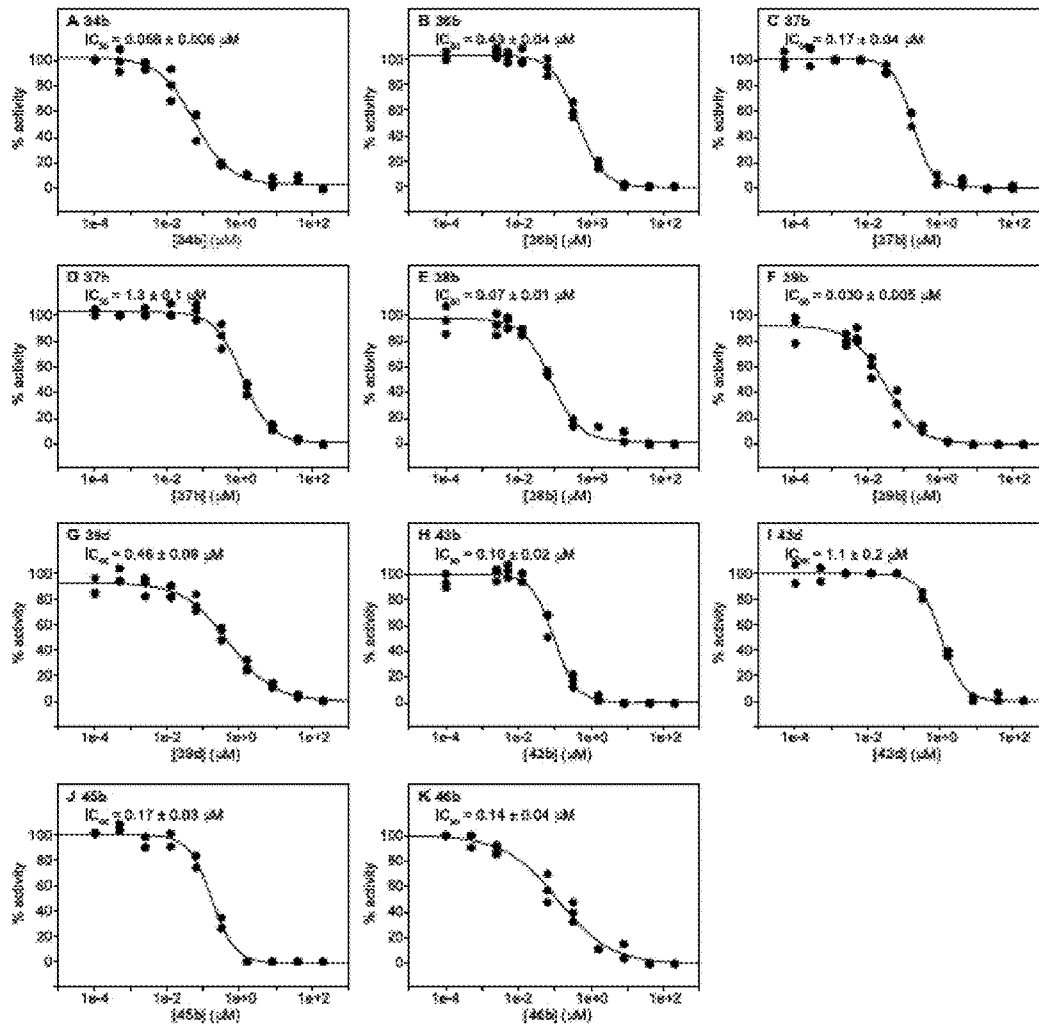 A 34b
IC50 = ± 0.006 µM
% activity
100
80
60
40
20
0
1e-4 1e-2 1e+0 1e+2
[34b] (µM)
B 36b
IC50 = 0.43 ± 0.04 µM
% activity
100
80
60
40
20
0
1e-4 1e-2 1e+0 1e+2
[36b] (µM)
C 37b
IC50 = 0.17 ± 0.04 µM
% activity
100
80
60
40
20
0
1e-4 1e-2 1e+0 1e+2
[37b] (µM)
D
IC50 = 1.3 ± 0.1 µM
% activity
100
80
60
40
20
0
1e-4 1e-2 1e+0 1e+2
(µM)
E 38b
IC50 = 0.07 ± 0.01 µM
% activity
100
80
60
40
20
0
1e-4 1e-2 1e+0 1e+2
[38b] (µM)
F 39b
IC50 = 0.030 ± 0.005 µM
% activity
100
80
60
40
20
0
1e-4 1e-2 1e+0 1e+2
[39b] (µM)
G 39d
IC50 = 0.46 ± µM
% activity
100
80
60
40
20
0
1e-4 1e-2 1e+0 1e+2
[39d] (µM)
H 43b
IC50 = 0.10 ± 0.02 µM
% activity
100
80
60
40
20
0
1e-4 1e-2 1e+0 1e+2
[43b] (µM)
I 43d
IC50 = 1.1 ± 0.2 µM
% activity
100
80
60
40
20
0
1e-4 1e-2 1e+0 1e+2
[43d] (µM)
J 45b
IC50 = 0.17 ± 0.03 µM
% activity
100
80
60
40
20
0
1e-4 1e-2 1e+0 1e+2
[45b] (µM)
K 46b
IC50 = 0.14 ± 0.04 µM
% activity
100
80
60
40
20
0
1e-4 1e-2 1e+0 1e+2
[46b] (µM)